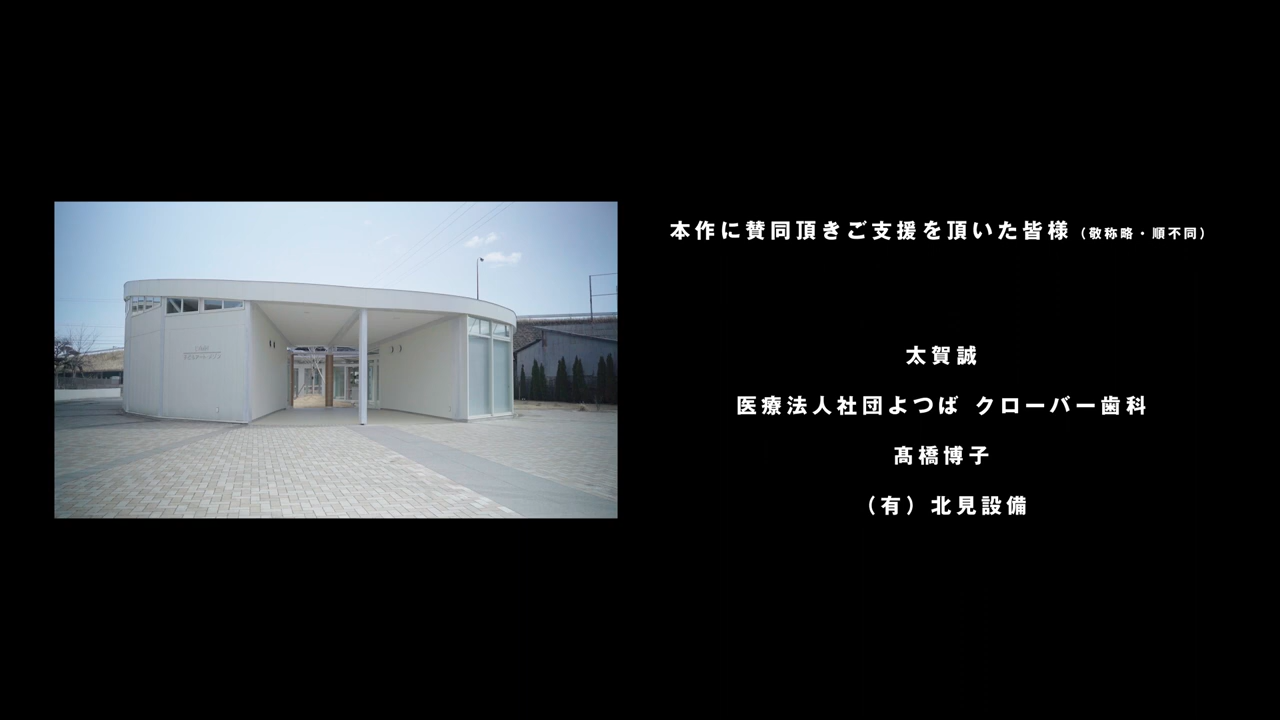 本作に賛同頂きご支援を頂いた皆様（敬称略・順不同）
太賀誠
医療法人社団よつば クローバー歯科
髙橋博子
（有）北見設備